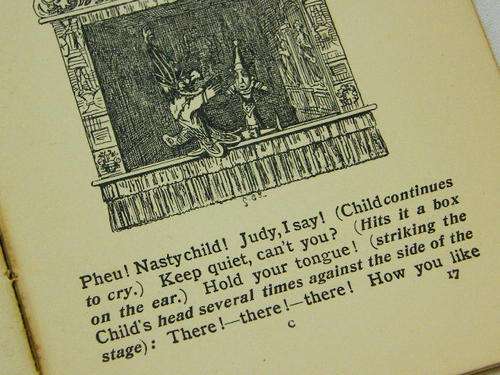 Pheu! Nasty child! Judy, I say! (Child continues
to cry.) Keep quiet, can't you? (Hits it a box
on the ear.) Hold your tongue! (striking the
Child's head several times against the side of the
stage): There!—there!—there! How you like
17
C